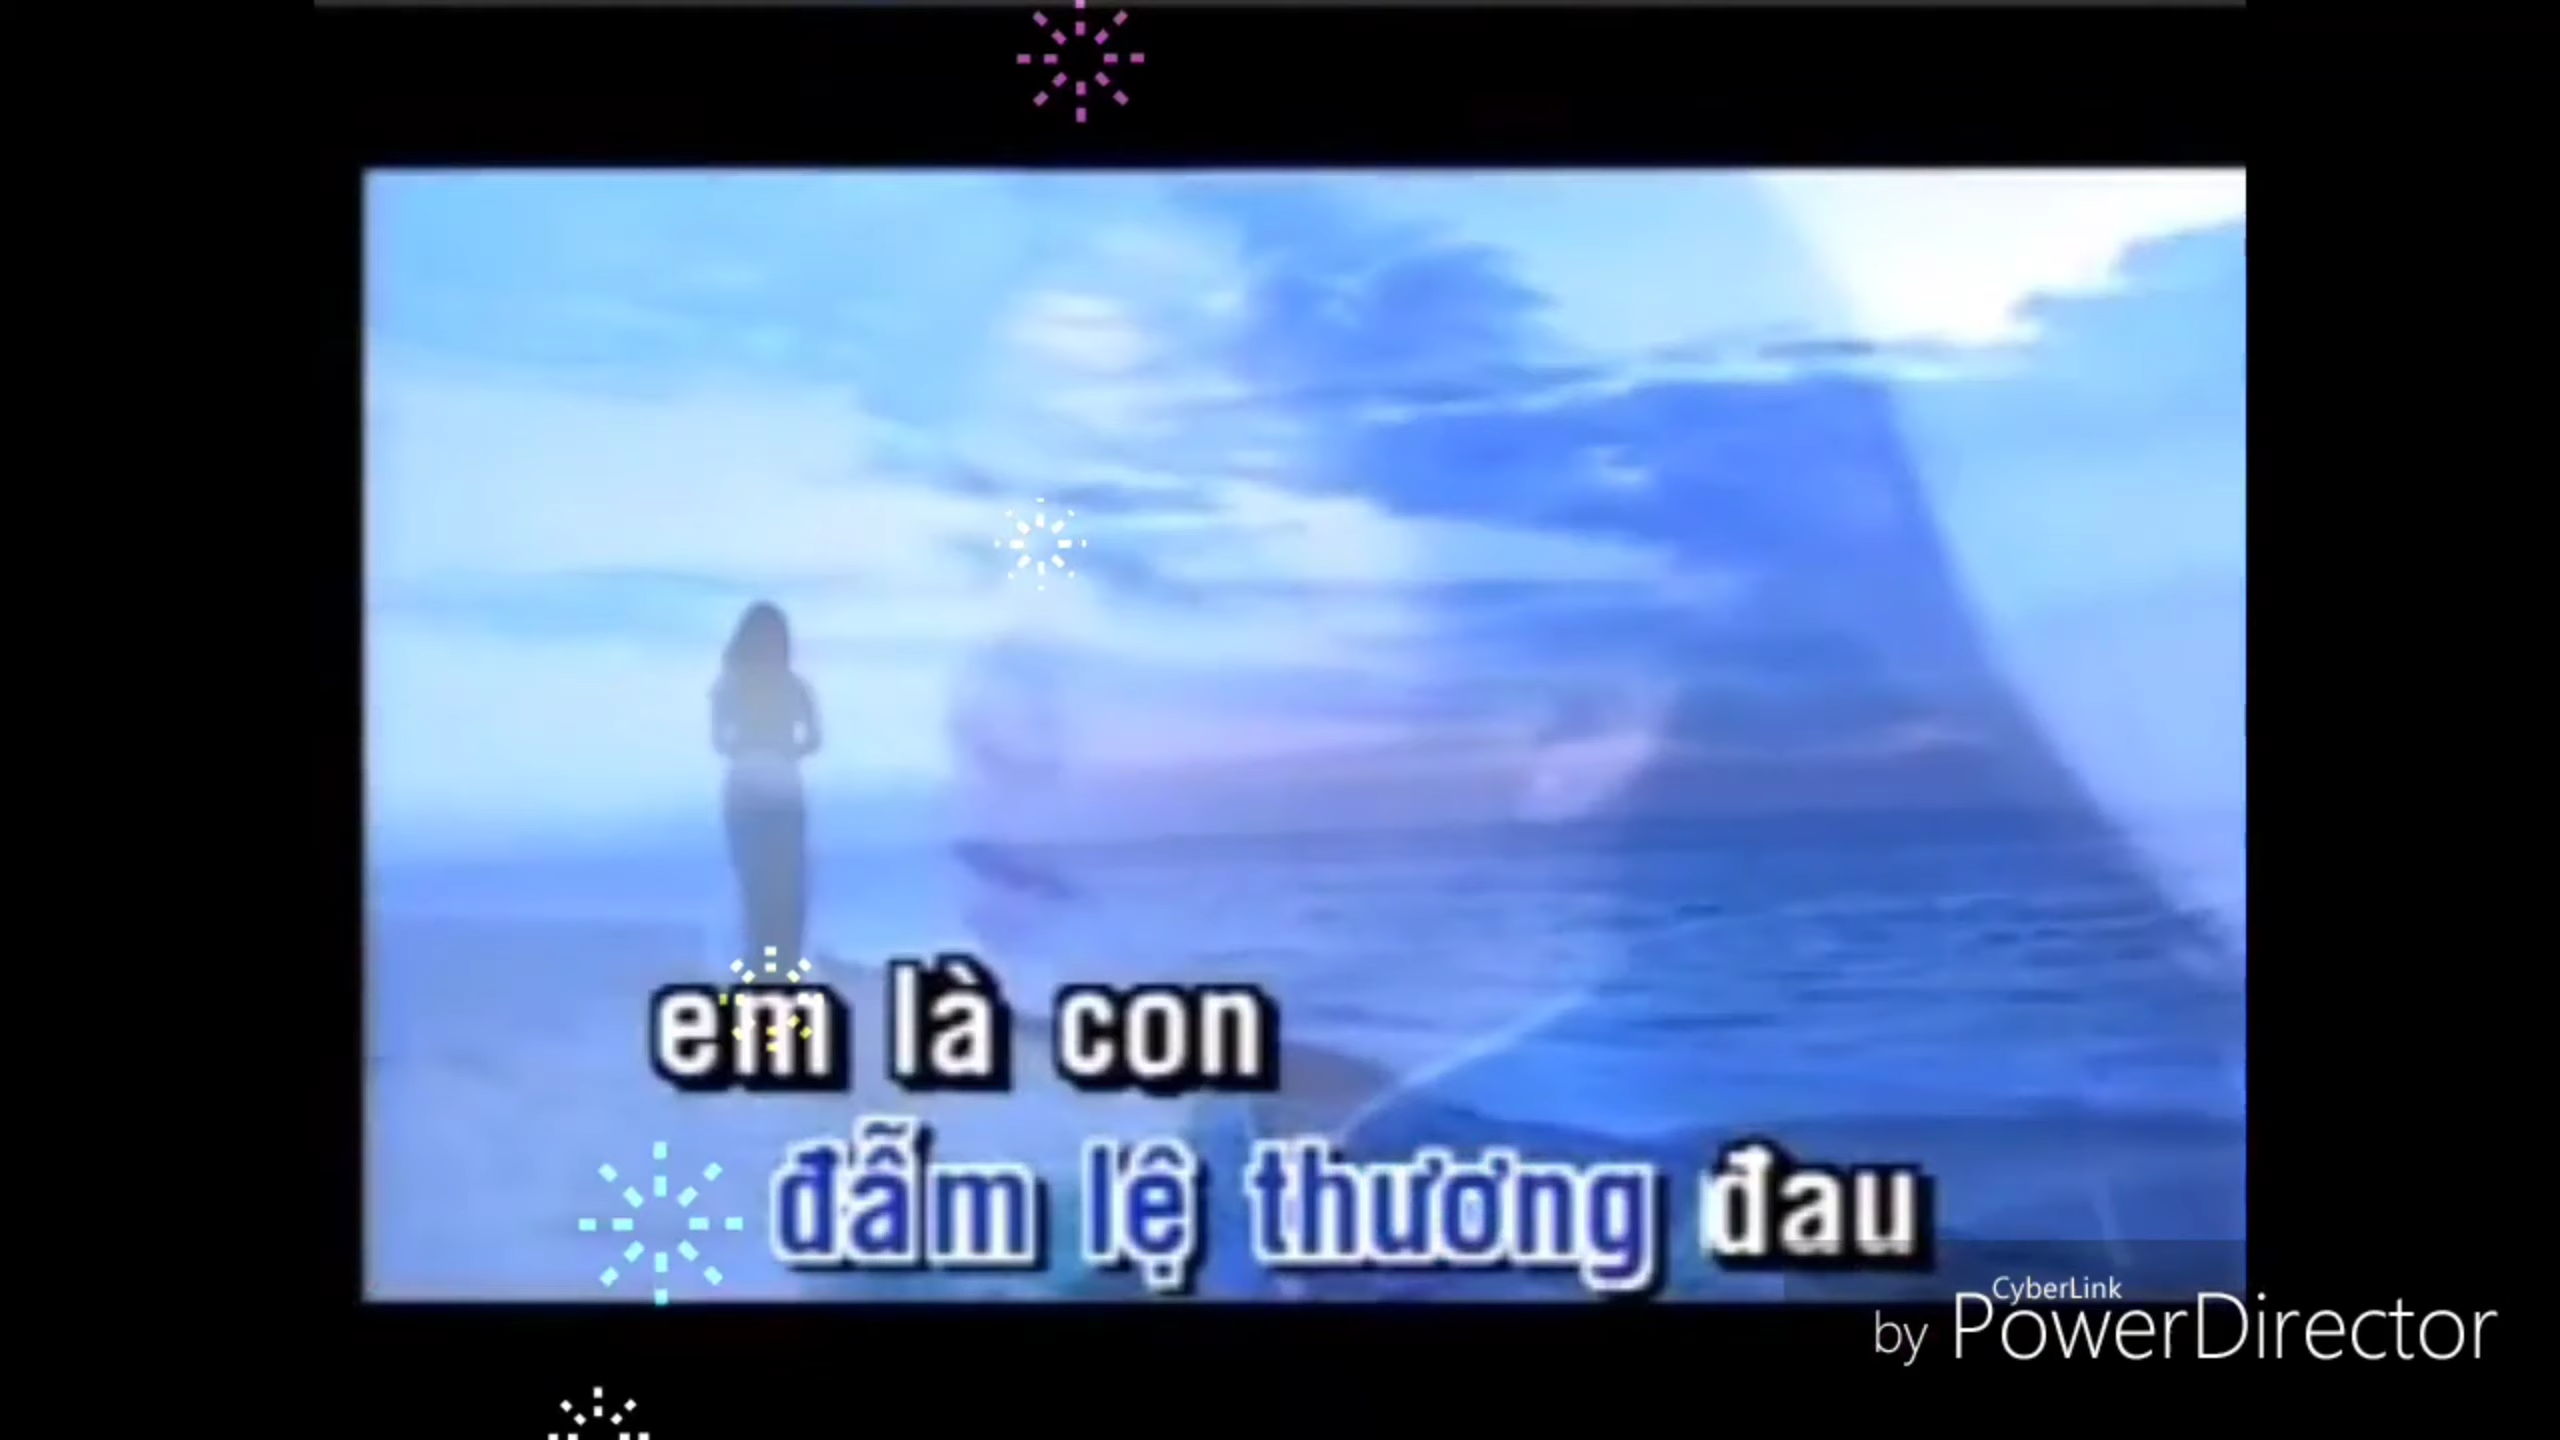 em là con
đẫm lệ thương đau
CyberLink
by PowerDirector